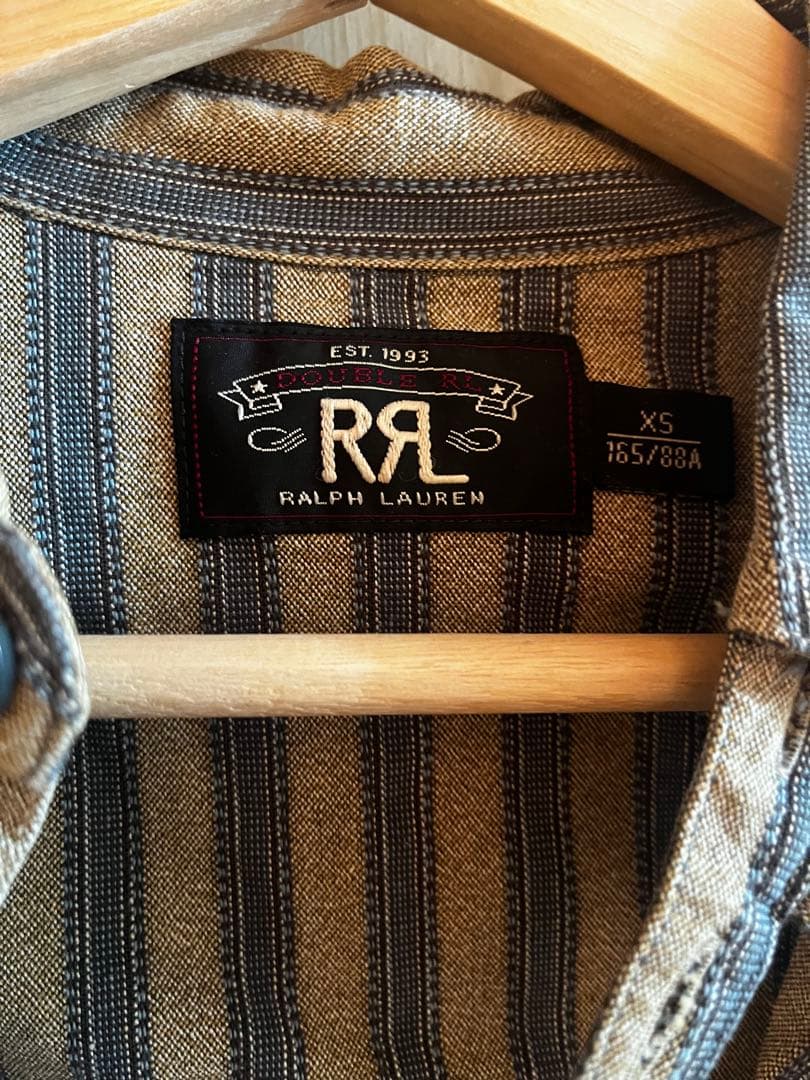 EST. 1993
DOUBLE RL
RRL
RALPH LAUREN
XS
165/88A